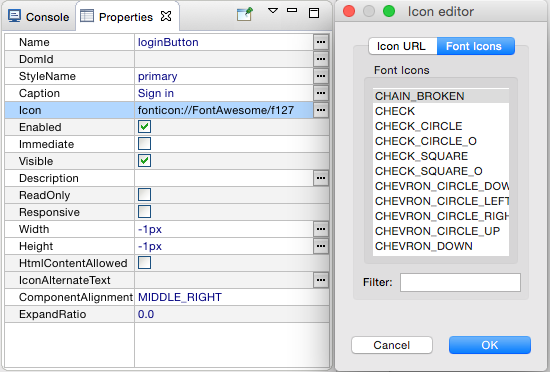 Console
Properties
Name loginButton ...
DomId
StyleName primary ...
Caption Sign in ...
Icon fonticon://FontAwesome/f127 ...
Enabled
Immediate
Visible
Description ...
ReadOnly
Responsive
Width -1px ...
Height -1px ...
HtmlContentAllowed
IconAlternateText ...
ComponentAlignment MIDDLE_RIGHT
ExpandRatio 0.0
Icon editor
Icon URL Font Icons
Font Icons
CHAIN_BROKEN
CHECK
CHECK_CIRCLE
CHECK_CIRCLE_O
CHECK_SQUARE
CHECK_SQUARE_O
CHEVRON_CIRCLE_DOW
CHEVRON_CIRCLE_LEFT
CHEVRON_CIRCLE_RIGH
CHEVRON_CIRCLE_UP
CHEVRON_DOWN
Filter:
Cancel OK